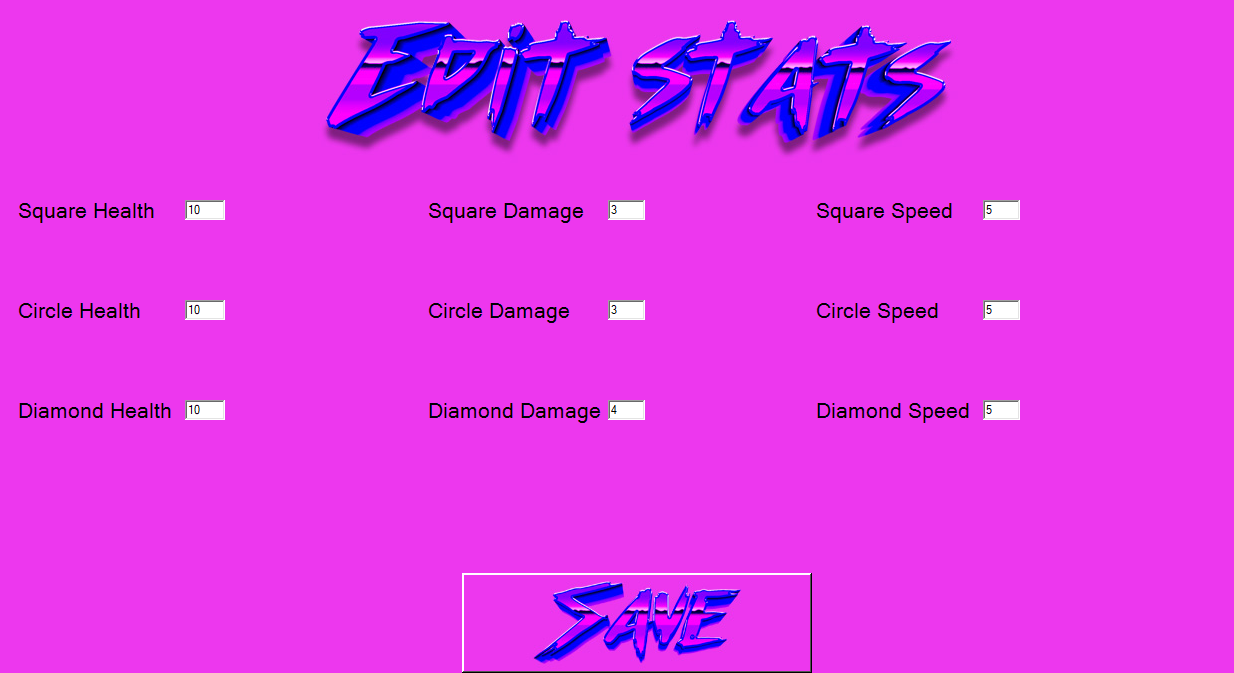 Edit stats
Square Health 10 Square Damage 3 Square Speed 5
Circle Health 10 Circle Damage 3 Circle Speed 5
Diamond Health 10 Diamond Damage 4 Diamond Speed 5
SAVE